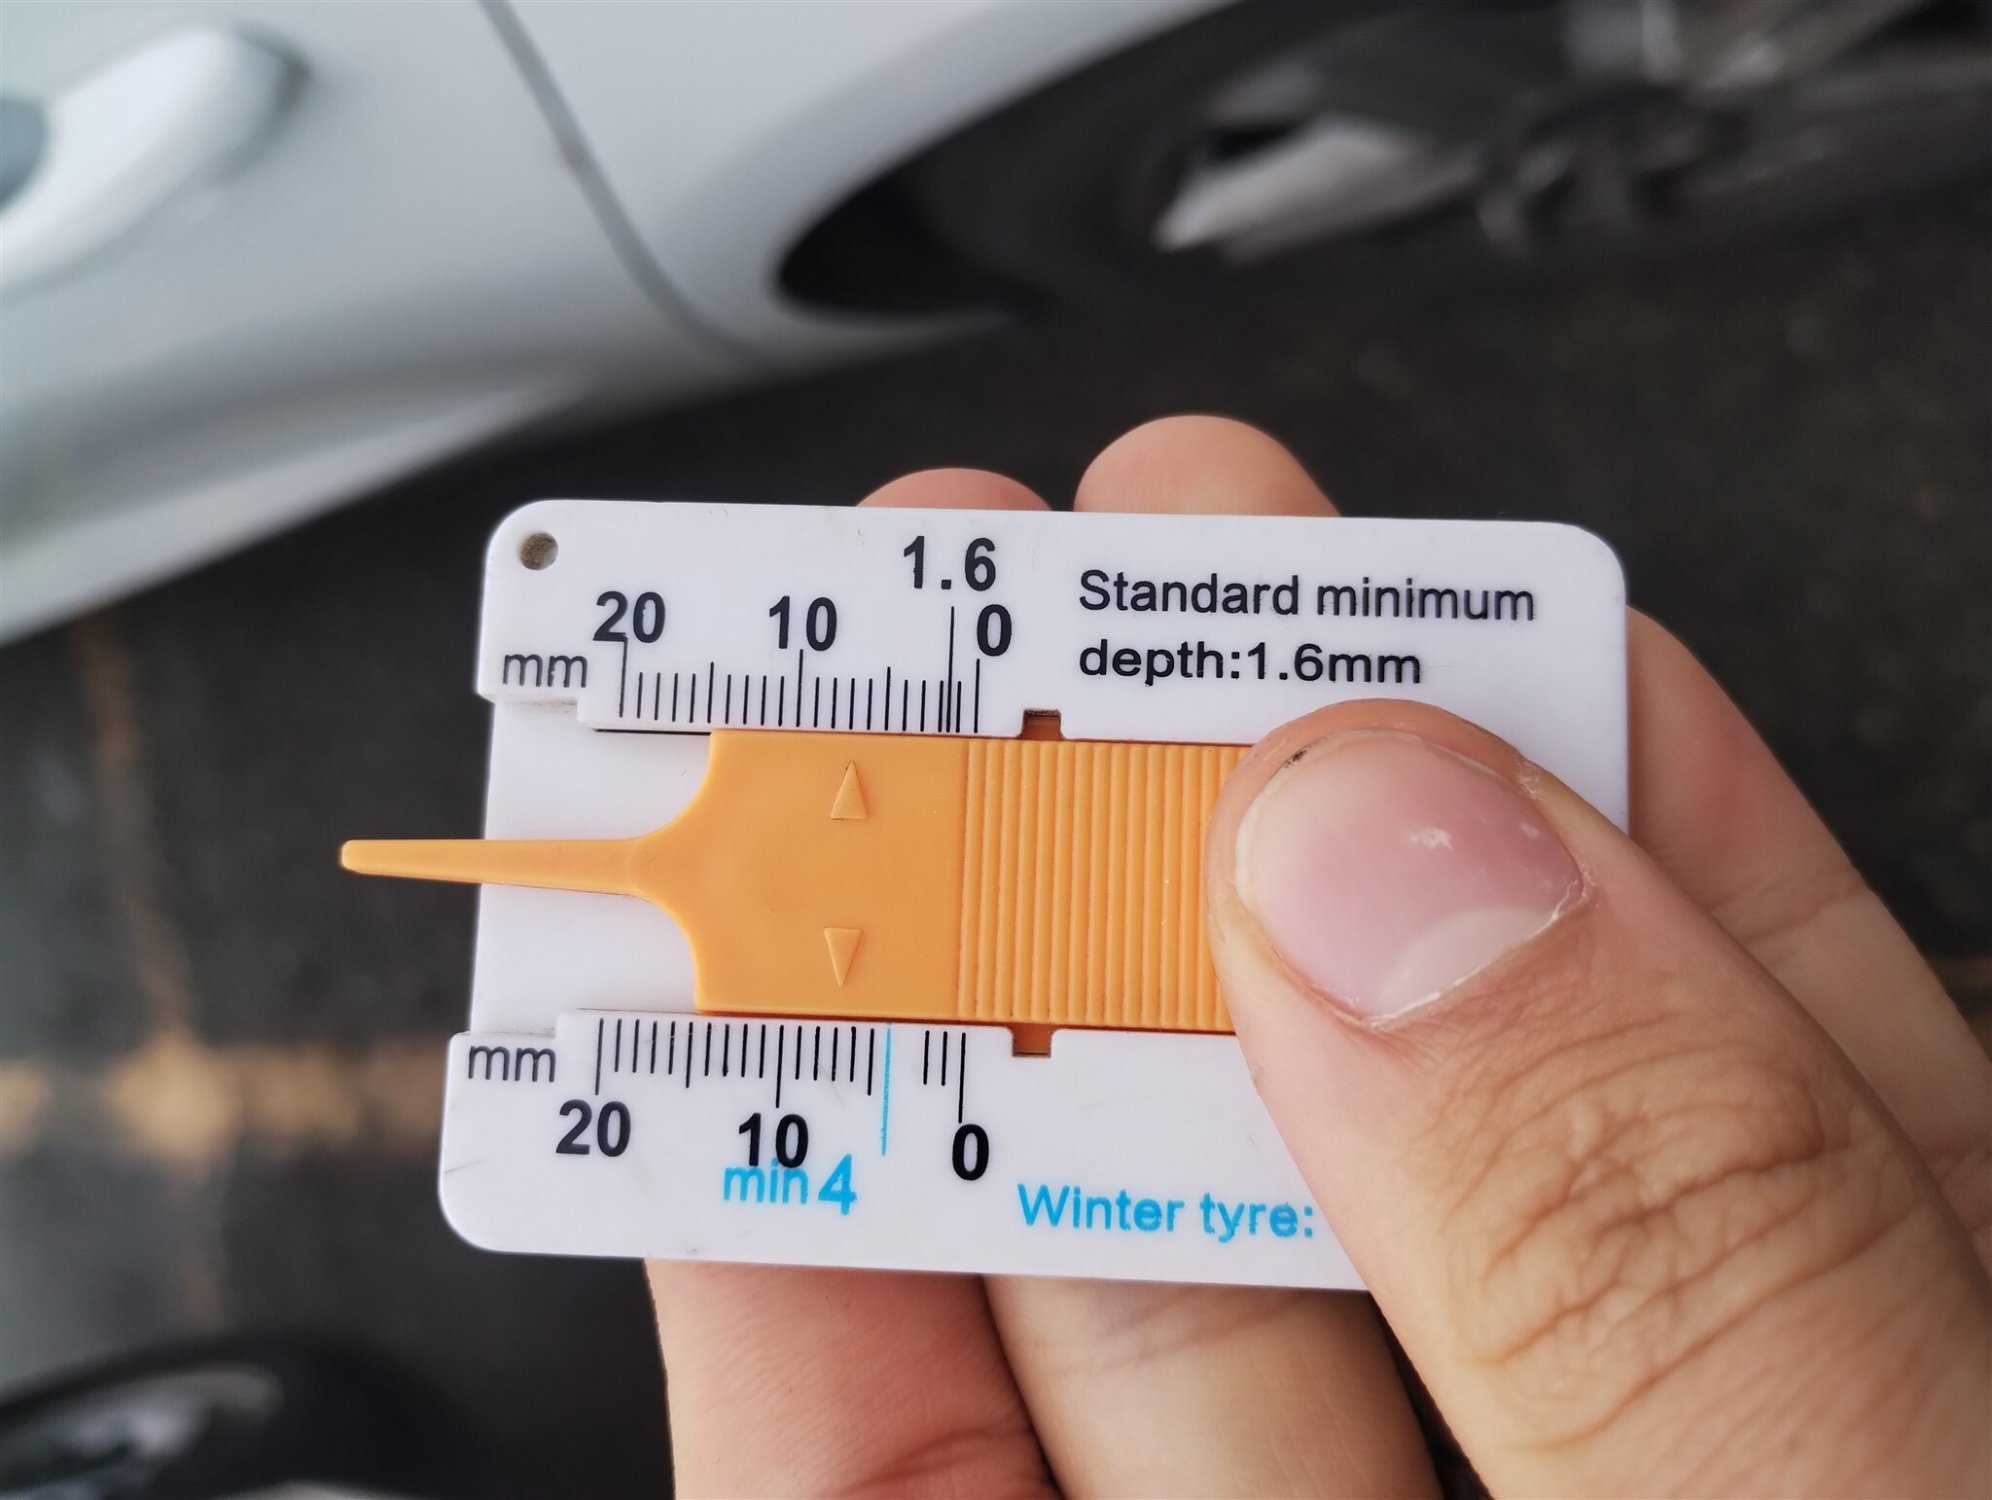 1.6
20 10 0
mm
Standard minimum
depth:1.6mm
mm
20 10 0
min 4
Winter tyre: